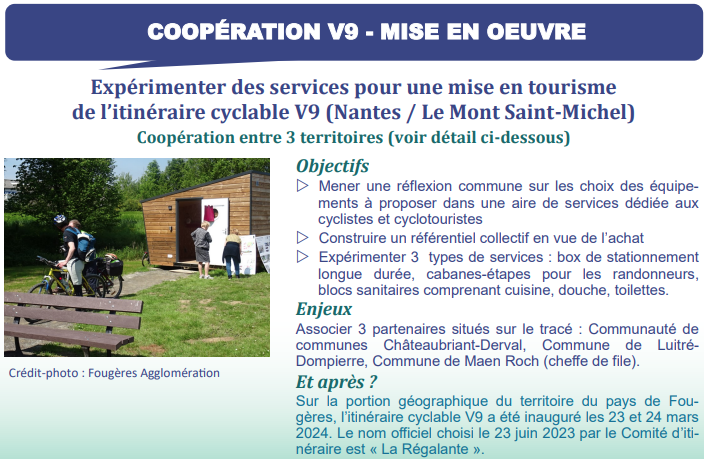 COOPÉRATION V9 - MISE EN OEUVRE
Expérimenter des services pour une mise en tourisme
de l'itinéraire cyclable V9 (Nantes / Le Mont Saint-Michel)
Coopération entre 3 territoires (voir détail ci-dessous)
Objectifs
▷ Mener une réflexion commune sur les choix des équipe-
ments à proposer dans une aire de services dédiée aux
cyclistes et cyclotouristes
▷ Construire un référentiel collectif en vue de l'achat
▷ Expérimenter 3 types de services : box de stationnement
longue durée, cabanes-étapes pour les randonneurs,
blocs sanitaires comprenant cuisine, douche, toilettes.
Enjeux
Associer 3 partenaires situés sur le tracé : Communauté de
communes Châteaubriant-Derval, Commune de Luitré-
Dompierre, Commune de Maen Roch (cheffe de file).
Et après ?
Sur la portion géographique du territoire du pays de Fou-
gères, l'itinéraire cyclable V9 a été inauguré les 23 et 24 mars
2024. Le nom officiel choisi le 23 juin 2023 par le Comité d'iti-
néraire est « La Régalante ».
Crédit-photo : Fougères Agglomération